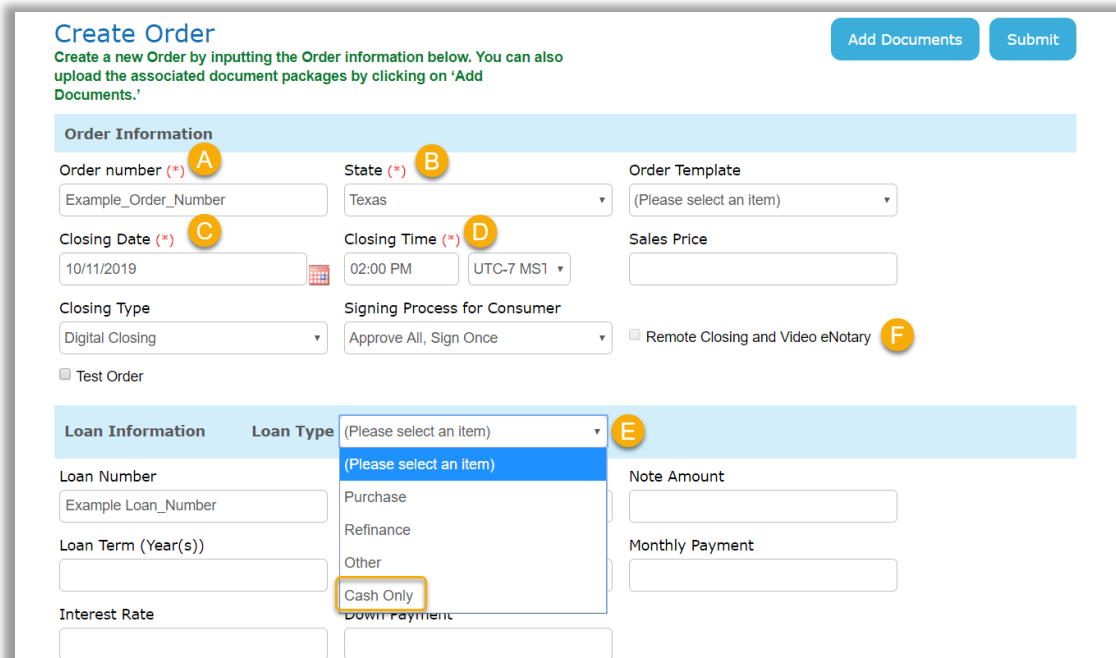 Create Order
Add Documents
Submit
Create a new Order by inputting the Order information below. You can also
upload the associated document packages by clicking on ‘Add
Documents.’
Order Information
Order number (*) A
State (*) B
Order Template
Example_Order_Number
Texas
(Please select an item)
Closing Date (*) C
Closing Time (*) D
Sales Price
10/11/2019
02:00 PM
UTC-7 MST
Closing Type
Signing Process for Consumer
Digital Closing
Approve All, Sign Once
Remote Closing and Video eNotary F
Test Order
Loan Information
Loan Type
(Please select an item)
E
(Please select an item)
Loan Number
Note Amount
Example Loan_Number
Purchase
Refinance
Loan Term (Year(s))
Monthly Payment
Other
Cash Only
Interest Rate
Down Payment